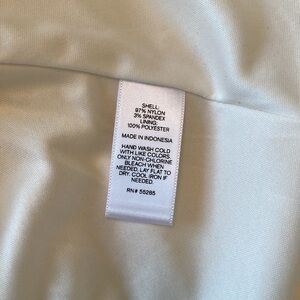 SHELL:
97% NYLON
3% SPANDEX
LINING:
100% POLYESTER
MADE IN INDONESIA
HAND WASH COLD
WITH LIKE COLORS.
ONLY NON-CHLORINE
BLEACH WHEN
NEEDED. LAY FLAT TO
DRY. COOL IRON IF
NEEDED.
RN# 55285